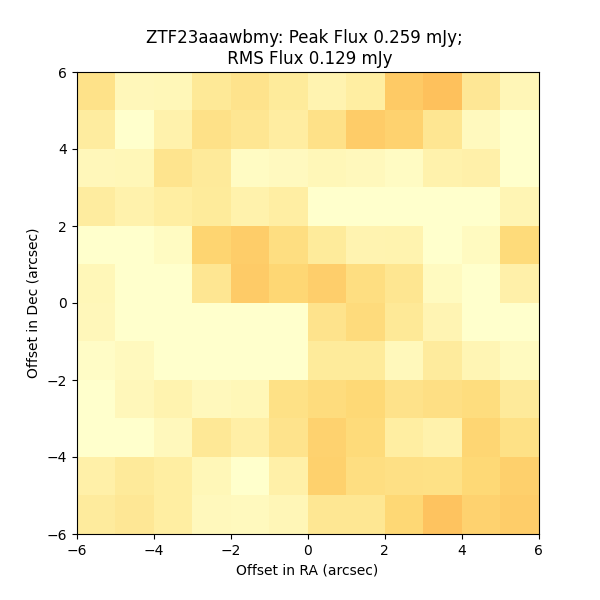 ZTF23aaawbmy: Peak Flux 0.259 mJy;
RMS Flux 0.129 mJy
6
4
2
0
−2
−4
−6
Offset in Dec (arcsec)
−6 −4 −2 0 2 4 6
Offset in RA (arcsec)